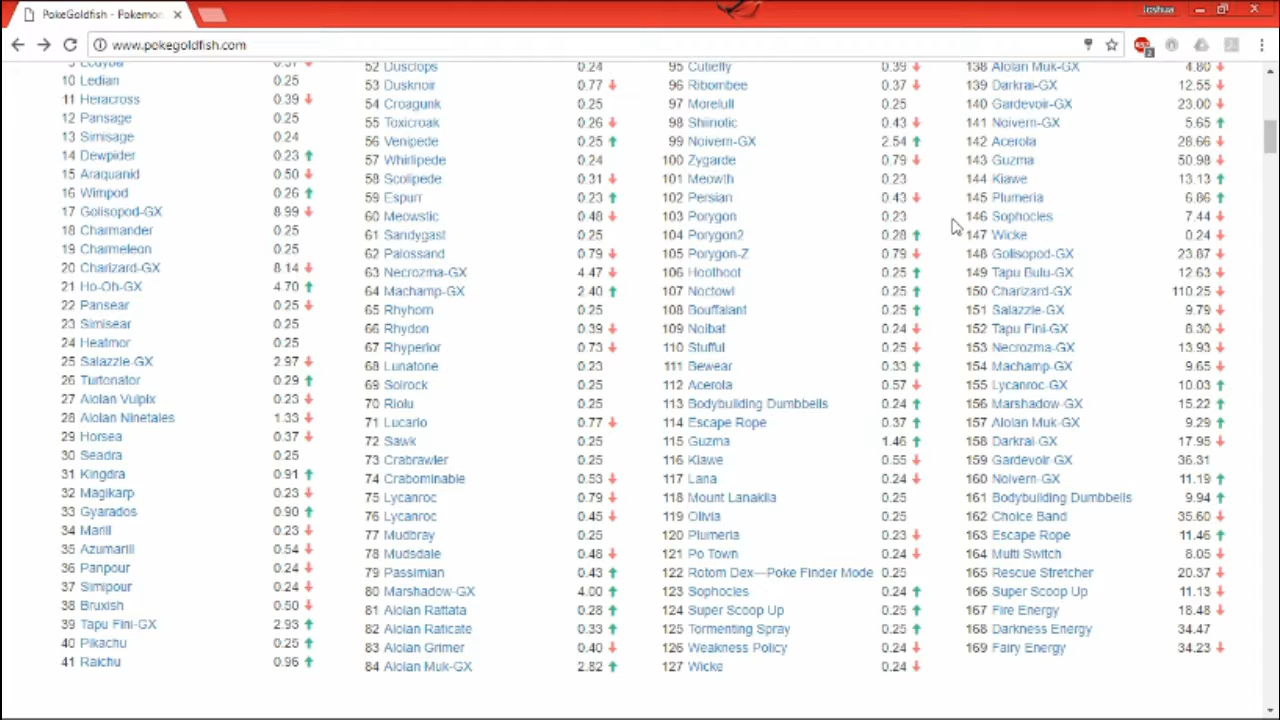 PokeGoldfish - Pokemo
Joshua
www.pokegoldfish.com
2
9 Ledyba 0.31
10 Ledian 0.25
11 Heracross 0.39
12 Pansage 0.25
13 Simisage 0.24
14 Dewpider 0.23
15 Araquanid 0.50
16 Wimpod 0.26
17 Golisopod-GX 8.99
18 Charmander 0.25
19 Charmeleon 0.25
20 Charizard-GX 8.14
21 Ho-Oh-GX 4.70
22 Pansear 0.25
23 Simisear 0.25
24 Heatmor 0.25
25 Salazzle-GX 2.97
26 Turtonator 0.29
27 Alolan Vulpix 0.23
28 Alolan Ninetales 1.33
29 Horsea 0.37
30 Seadra 0.25
31 Kingdra 0.91
32 Magikarp 0.23
33 Gyarados 0.90
34 Marill 0.23
35 Azumarill 0.54
36 Panpour 0.24
37 Simipour 0.24
38 Bruxish 0.50
39 Tapu Fini-GX 2.93
40 Pikachu 0.25
41 Raichu 0.96
52 Dusclops 0.24
53 Dusknoir 0.77
54 Croagunk 0.25
55 Toxicroak 0.26
56 Venipede 0.25
57 Whirlipede 0.24
58 Scolipede 0.31
59 Espurr 0.23
60 Meowstic 0.48
61 Sandygast 0.25
62 Palossand 0.79
63 Necrozma-GX 4.47
64 Machamp-GX 2.40
65 Rhyhorn 0.25
66 Rhydon 0.39
67 Rhyperior 0.73
68 Lunatone 0.23
69 Solrock 0.25
70 Riolu 0.25
71 Lucario 0.77
72 Sawk 0.25
73 Crabrawler 0.25
74 Crabominable 0.53
75 Lycanroc 0.79
76 Lycanroc 0.45
77 Mudbray 0.25
78 Mudsdale 0.48
79 Passimian 0.43
80 Marshadow-GX 4.00
81 Alolan Rattata 0.28
82 Alolan Raticate 0.33
83 Alolan Grimer 0.40
84 Alolan Muk-GX 2.82
95 Cutiefly 0.39
96 Ribombee 0.37
97 Morelull 0.25
98 Shiinotic 0.43
99 Noivern-GX 2.54
100 Zygarde 0.79
101 Meowth 0.23
102 Persian 0.43
103 Porygon 0.23
104 Porygon2 0.28
105 Porygon-Z 0.79
106 Hoothoot 0.25
107 Noctowl 0.25
108 Bouffalant 0.25
109 Noibat 0.24
110 Stufful 0.25
111 Bewear 0.33
112 Acerola 0.57
113 Bodybuilding Dumbbells 0.24
114 Escape Rope 0.37
115 Guzma 1.46
116 Kiawe 0.55
117 Lana 0.24
118 Mount Lanakila 0.25
119 Olivia 0.25
120 Plumeria 0.23
121 Po Town 0.24
122 Rotom Dex—Poke Finder Mode 0.25
123 Sophocles 0.24
124 Super Scoop Up 0.25
125 Tormenting Spray 0.25
126 Weakness Policy 0.24
127 Wicke 0.24
138 Alolan Muk-GX 4.80
139 Darkrai-GX 12.55
140 Gardevoir-GX 23.00
141 Noivern-GX 5.65
142 Acerola 28.66
143 Guzma 50.98
144 Kiawe 13.13
145 Plumeria 6.86
146 Sophocles 7.44
147 Wicke 0.24
148 Golisopod-GX 23.87
149 Tapu Bulu-GX 12.63
150 Charizard-GX 110.25
151 Salazzle-GX 9.79
152 Tapu Fini-GX 8.30
153 Necrozma-GX 13.93
154 Machamp-GX 9.65
155 Lycanroc-GX 10.03
156 Marshadow-GX 15.22
157 Alolan Muk-GX 9.29
158 Darkrai-GX 17.95
159 Gardevoir-GX 36.31
160 Noivern-GX 11.19
161 Bodybuilding Dumbbells 9.94
162 Choice Band 35.60
163 Escape Rope 11.46
164 Multi Switch 8.05
165 Rescue Stretcher 20.37
166 Super Scoop Up 11.13
167 Fire Energy 18.48
168 Darkness Energy 34.47
169 Fairy Energy 34.23